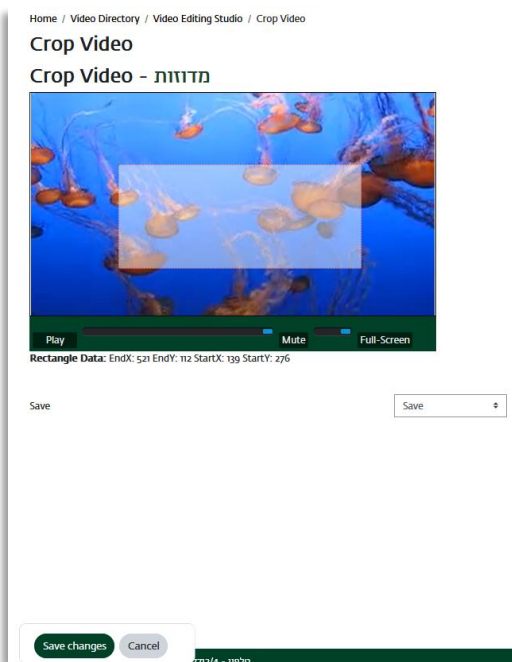 Home / Video Directory / Video Editing Studio / Crop Video
Crop Video
Crop Video - מדוזות
Play
Mute
Full-Screen
Rectangle Data: EndX: 521 EndY: 112 StartX: 139 StartY: 276
Save
Save
Save changes
Cancel